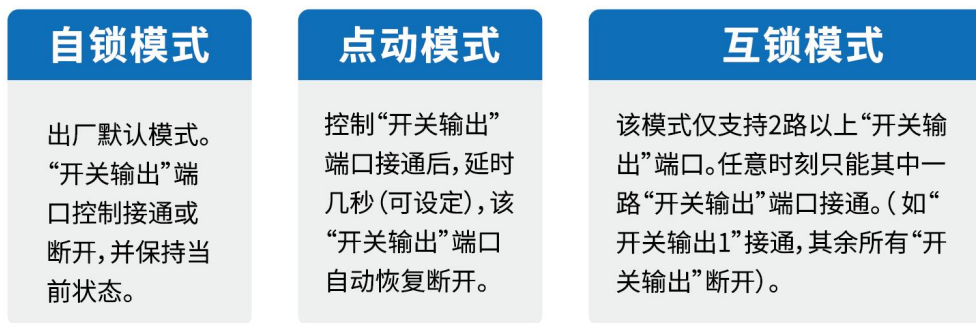 自锁模式
出厂默认模式。
“开关输出”端
口控制接通或
断开,并保持当
前状态。
点动模式
控制“开关输出”
端口接通后,延时
几秒(可设定),该
“开关输出”端口
自动恢复断开。
互锁模式
该模式仅支持2路以上“开关输
出”端口。任意时刻只能其中一
路“开关输出”端口接通。( 如“
开关输出1”接通,其余所有“开
关输出”断开)。